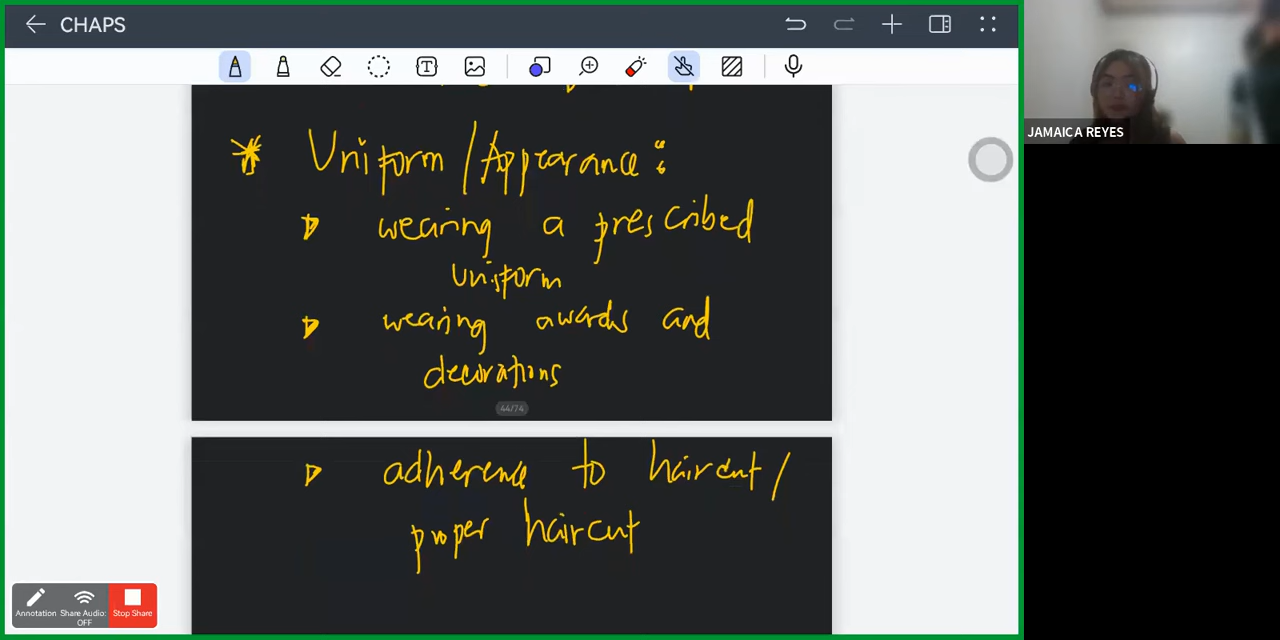 CHAPS
JAMAICA REYES
* Uniform/Appearance:
wearing a prescribed
uniform
wearing awards and
decorations
44/74
adherence to haircut/
proper haircut
Annotation
Share Audio:
OFF
Stop Share